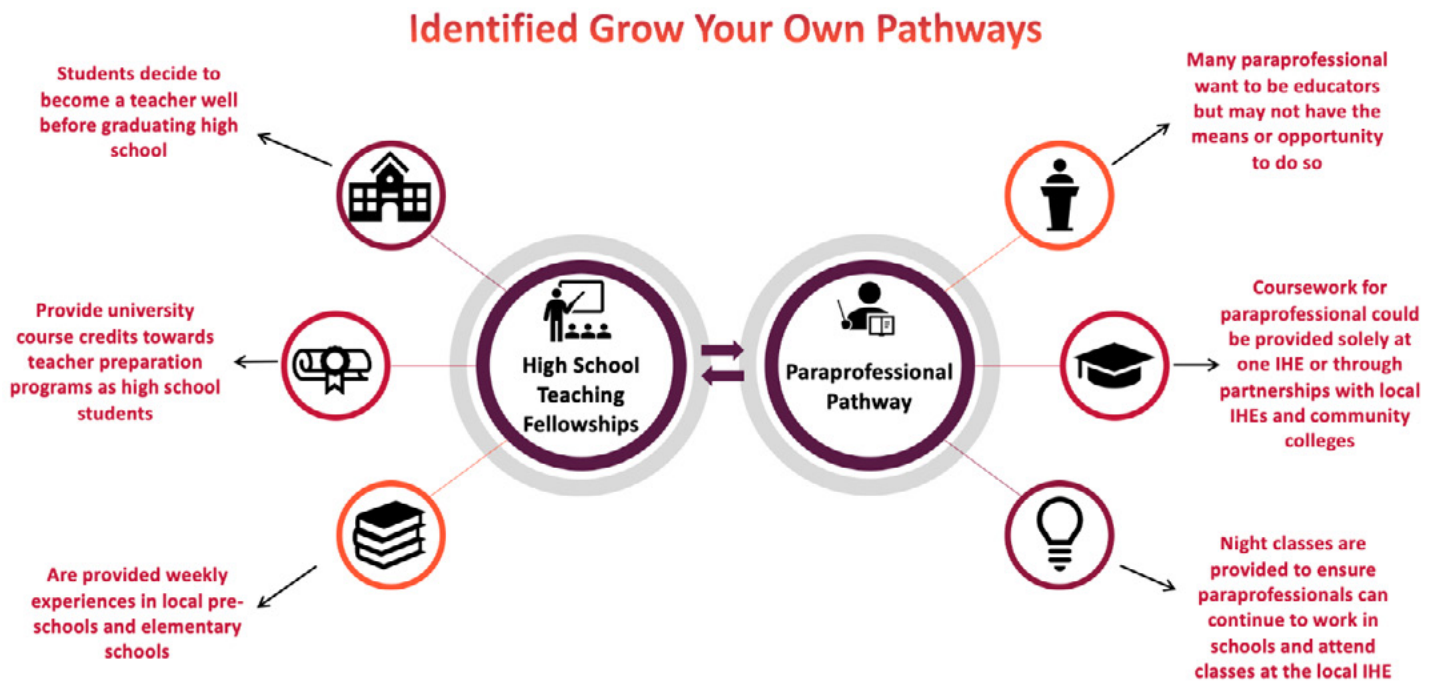 Identified Grow Your Own Pathways
Students decide to
become a teacher well
before graduating high
school
Provide university
course credits towards
teacher preparation
programs as high school
students
Are provided weekly
experiences in local pre-
schools and elementary
schools
High School
Teaching
Fellowships
Paraprofessional
Pathway
Many paraprofessional
want to be educators
but may not have the
means or opportunity
to do so
Coursework for
paraprofessional could
be provided solely at
one IHE or through
partnerships with local
IHEs and community
colleges
Night classes are
provided to ensure
paraprofessionals can
continue to work in
schools and attend
classes at the local IHE